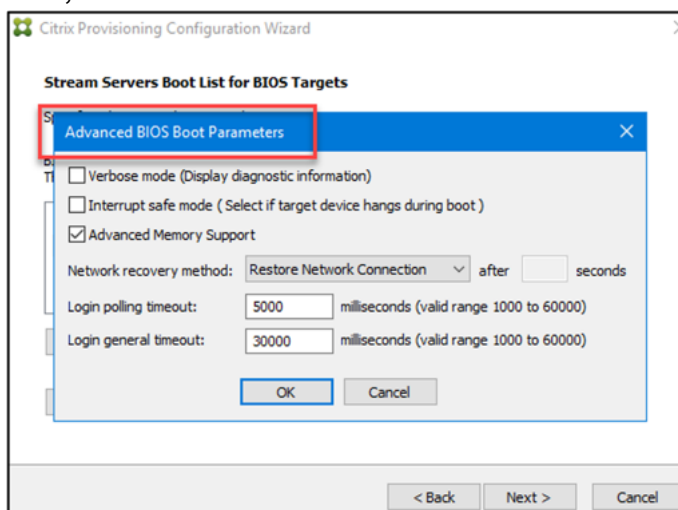 Citrix Provisioning Configuration Wizard
Stream Servers Boot List for BIOS Targets
Advanced BIOS Boot Parameters
Verbose mode (Display diagnostic information)
Interrupt safe mode ( Select if target device hangs during boot )
Advanced Memory Support
Network recovery method: Restore Network Connection after seconds
Login polling timeout: 5000 milliseconds (valid range 1000 to 60000)
Login general timeout: 30000 milliseconds (valid range 1000 to 60000)
OK Cancel
< Back Next > Cancel